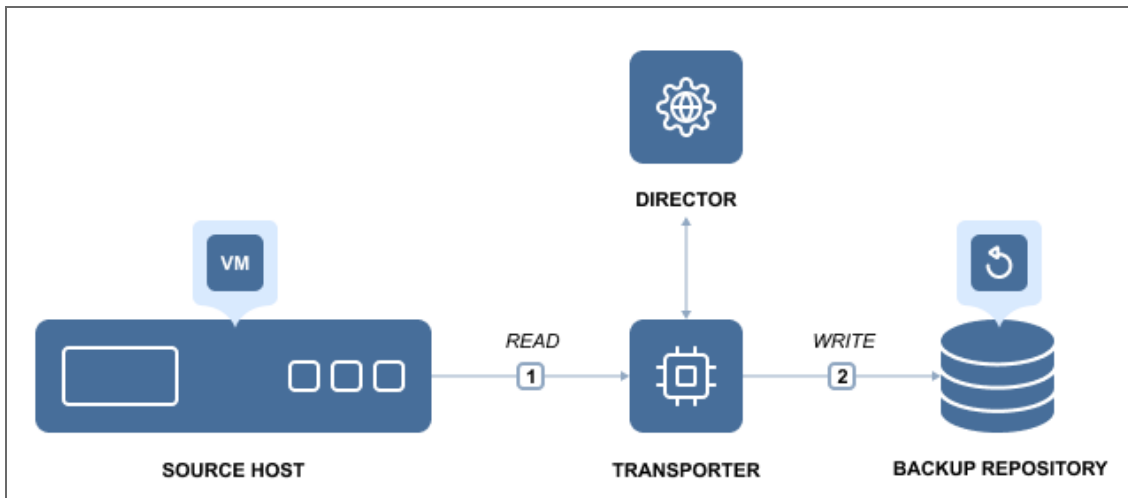 DIRECTOR
VM
READ
1
WRITE
2
SOURCE HOST
TRANSPORTER
BACKUP REPOSITORY